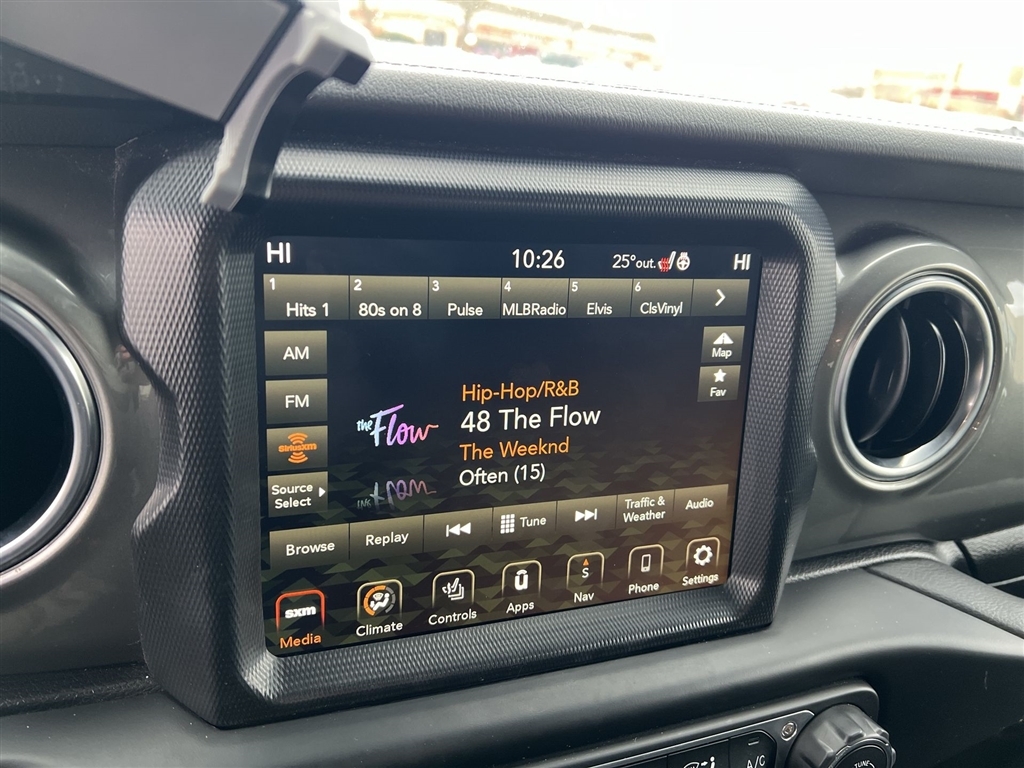 HI
10:26
25°out.
HI
1 Hits 1
2 80s on 8
3 Pulse
4 MLBRadio
5 Elvis
6 ClsVinyl
AM
FM
SiriusXM
Source
Select
Map
Fav
the Flow
Hip-Hop/R&B
48 The Flow
The Weeknd
Often (15)
Browse
Replay
Tune
Traffic &
Weather
Audio
sxm
Media
Climate
Controls
Apps
S
Nav
Phone
Settings
A/C
TUNE